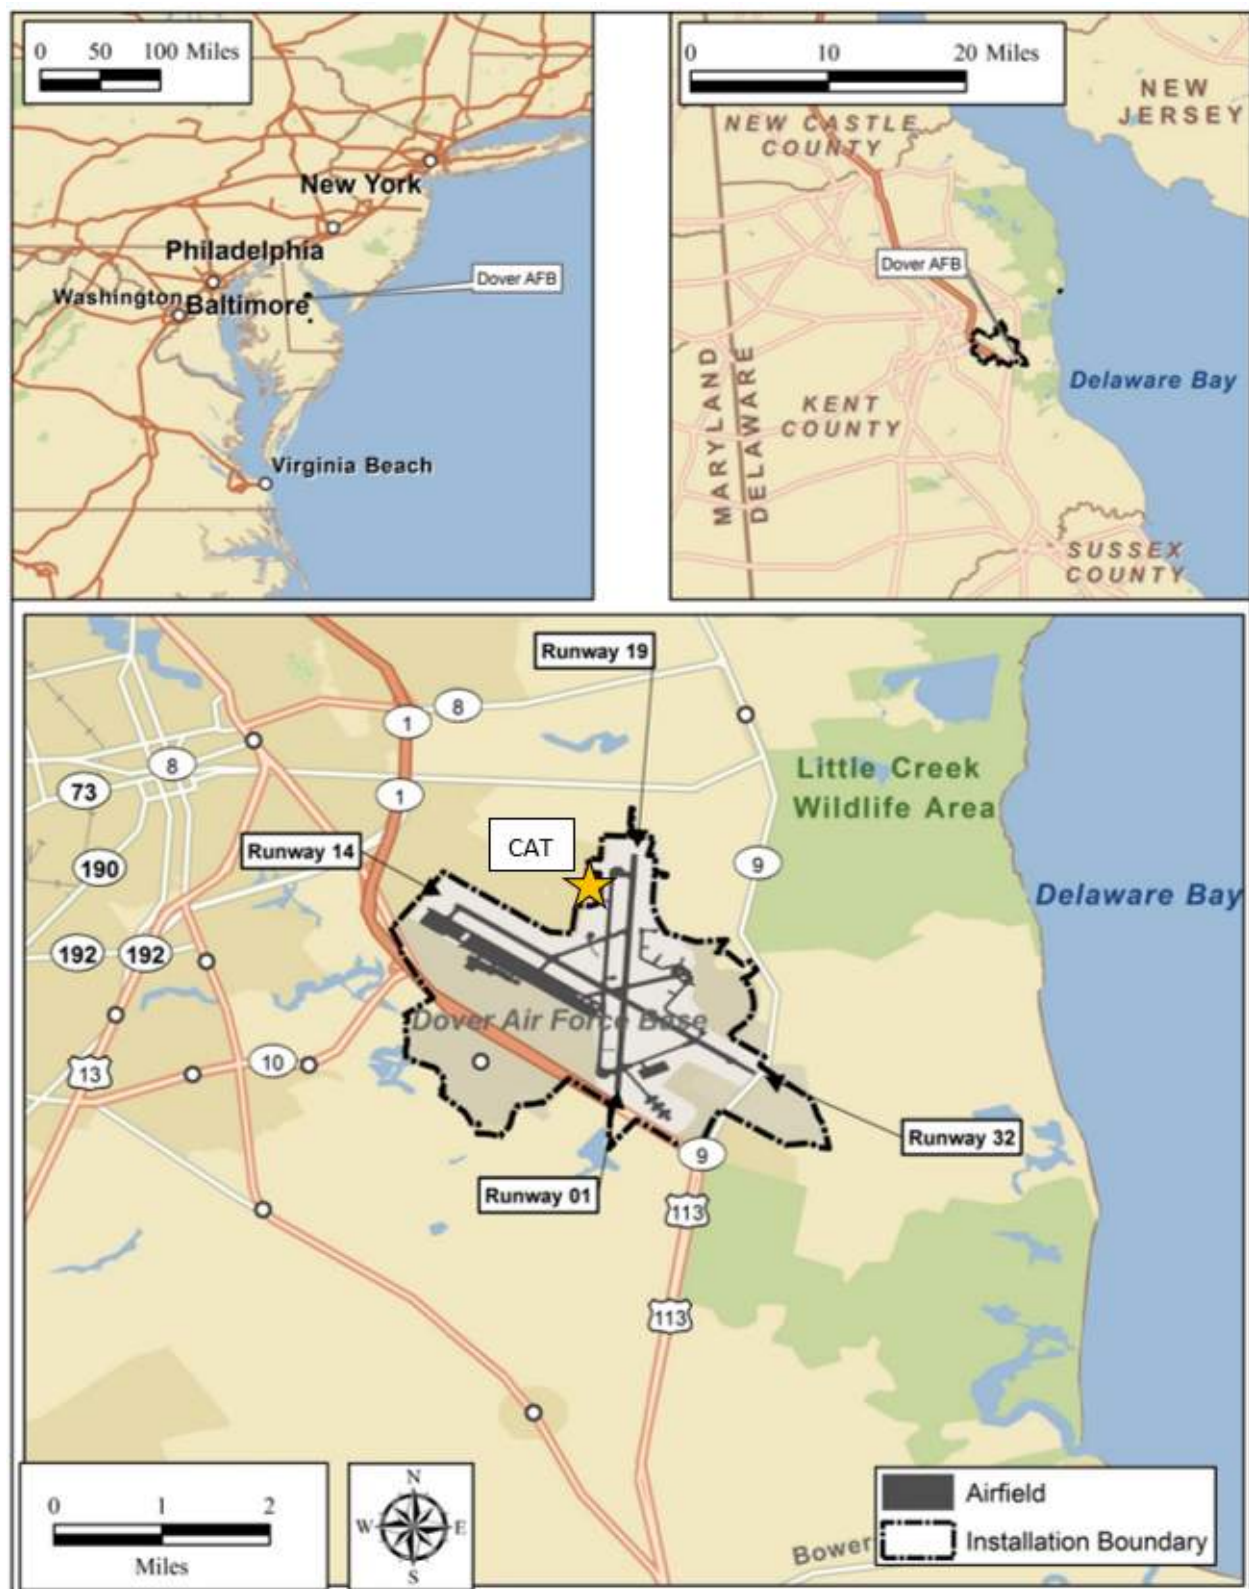 0 50 100 Miles
New York
Philadelphia
Washington
Baltimore
Dover AFB
Virginia Beach
0 10 20 Miles
NEW
JERSEY
NEW CASTLE
COUNTY
Dover AFB
Delaware Bay
MARYLAND
DELAWARE
KENT
COUNTY
SUSSEX
COUNTY
Runway 19
1
8
8
1
73
Little Creek
Wildlife Area
CAT
Runway 14
190
9
Delaware Bay
192
192
Dover Air Force Base
13
10
Runway 32
9
Runway 01
113
113
0 1 2
Miles
N
W E
S
Airfield
Installation Boundary
Bower